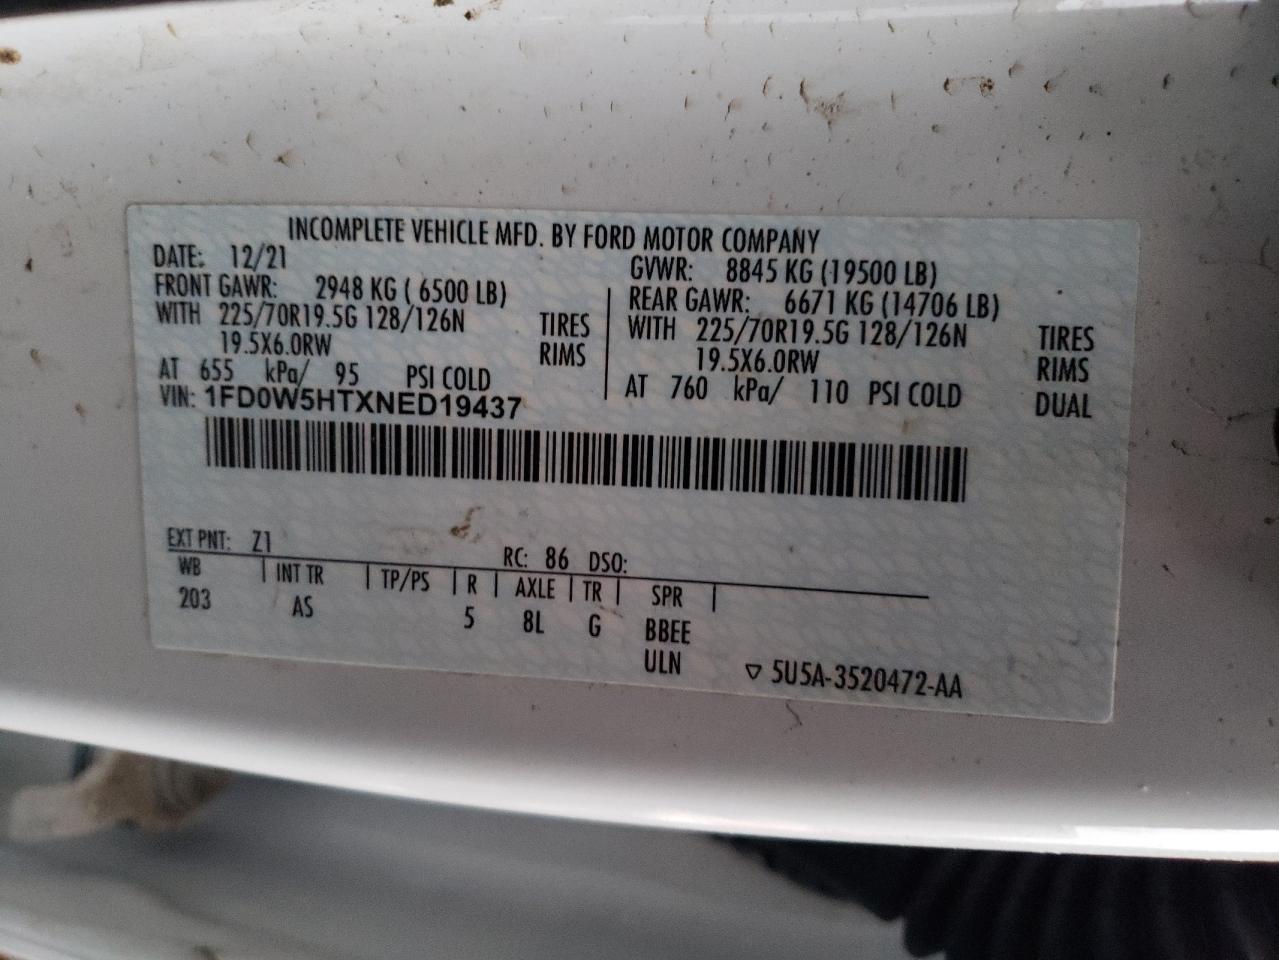 INCOMPLETE VEHICLE MFD. BY FORD MOTOR COMPANY
DATE: 12/21
GVWR: 8845 KG (19500 LB)
FRONT GAWR: 2948 KG ( 6500 LB)
REAR GAWR: 6671 KG (14706 LB)
WITH 225/70R19.5G 128/126N TIRES
WITH 225/70R19.5G 128/126N TIRES
19.5X6.0RW RIMS
19.5X6.0RW RIMS
AT 655 kPa/ 95 PSI COLD
AT 760 kPa/ 110 PSI COLD DUAL
VIN: 1FD0W5HTXNED19437
EXT PNT: Z1 RC: 86 DSO:
WB | INT TR | TP/PS | R | AXLE | TR | SPR |
203 AS 5 8L G BBEE
ULN
▽ 5U5A-3520472-AA